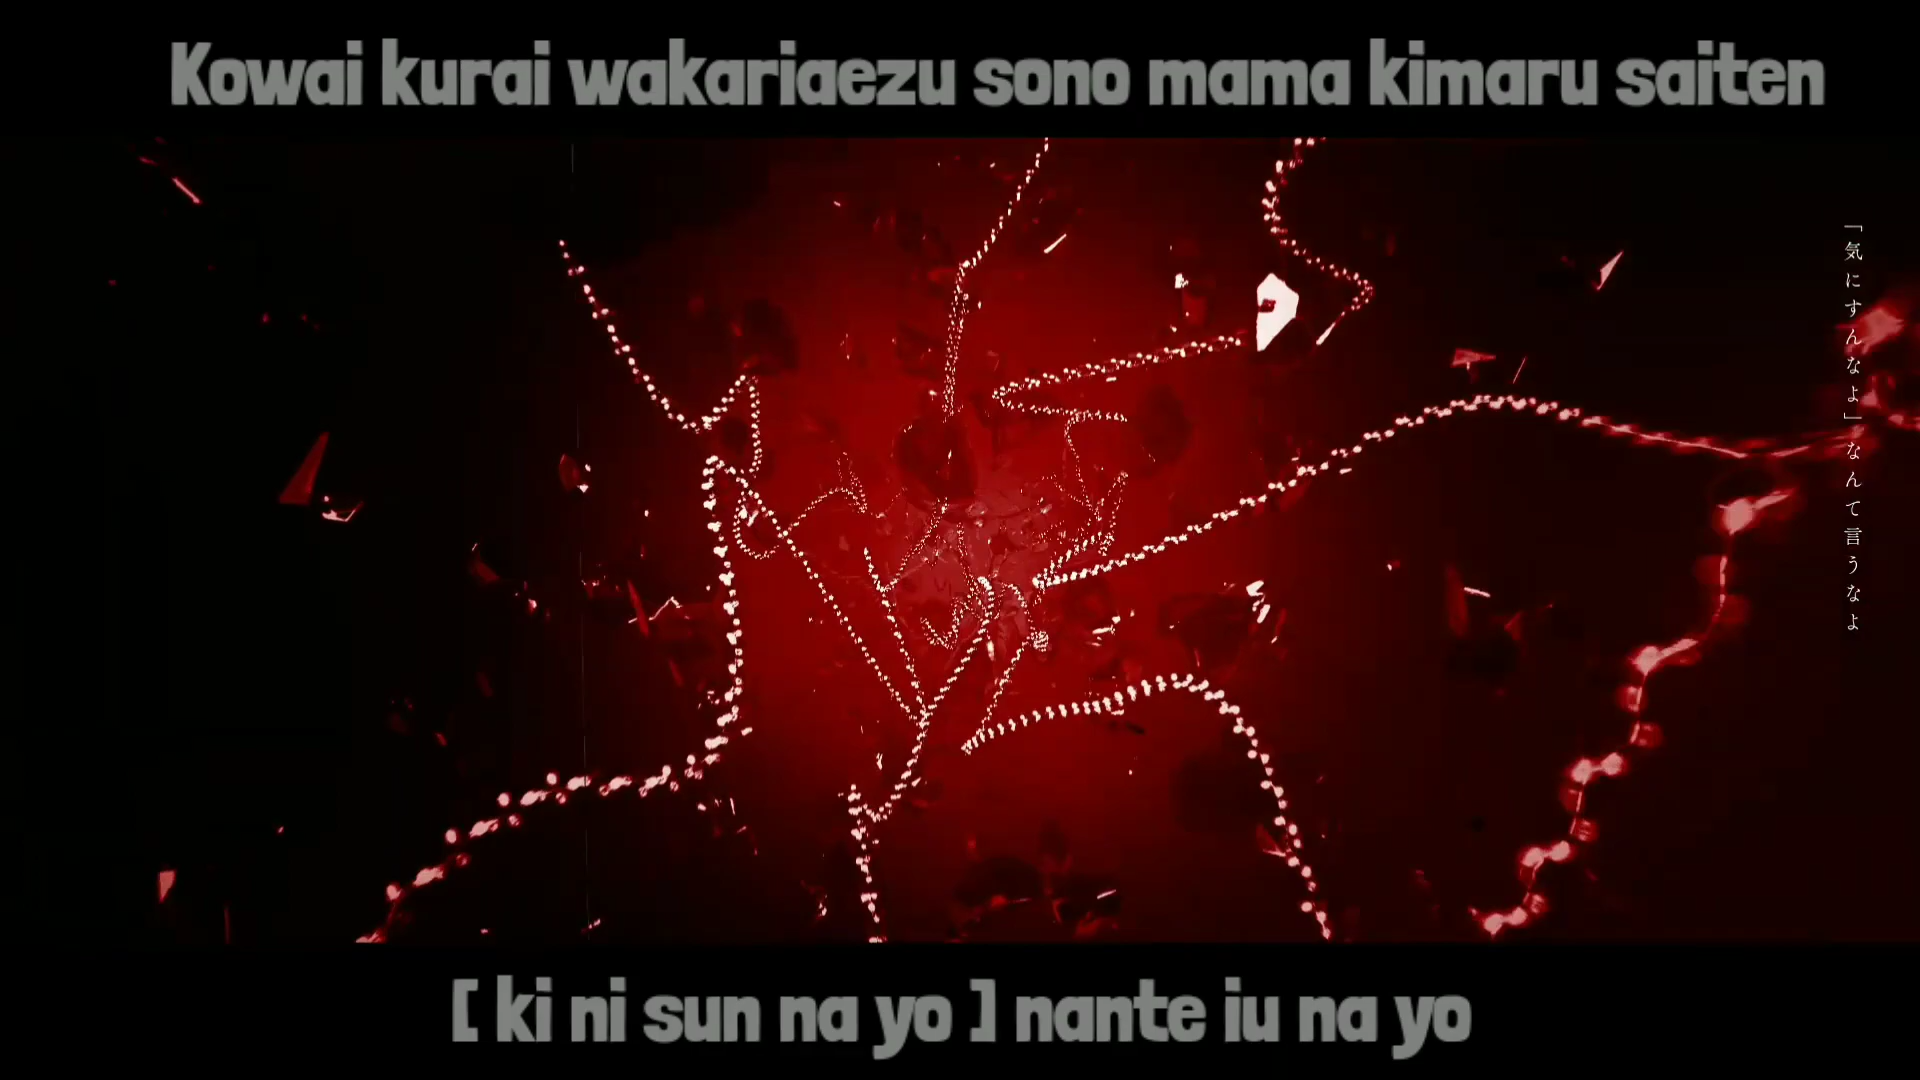 Kowai kurai wakariaezu sono mama kimaru saiten
「気にすんなよ」なんて言うなよ
[ ki ni sun na yo ] nante iu na yo